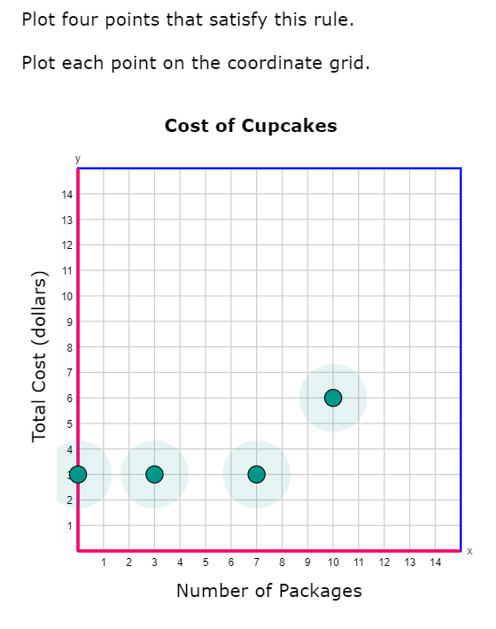 Plot four points that satisfy this rule.
Plot each point on the coordinate grid.
Cost of Cupcakes
y
14
13
12
11
10
9
8
7
6
5
4
2
1
Total Cost (dollars)
1 2 3 4 5 6 7 8 9 10 11 12 13 14
x
Number of Packages